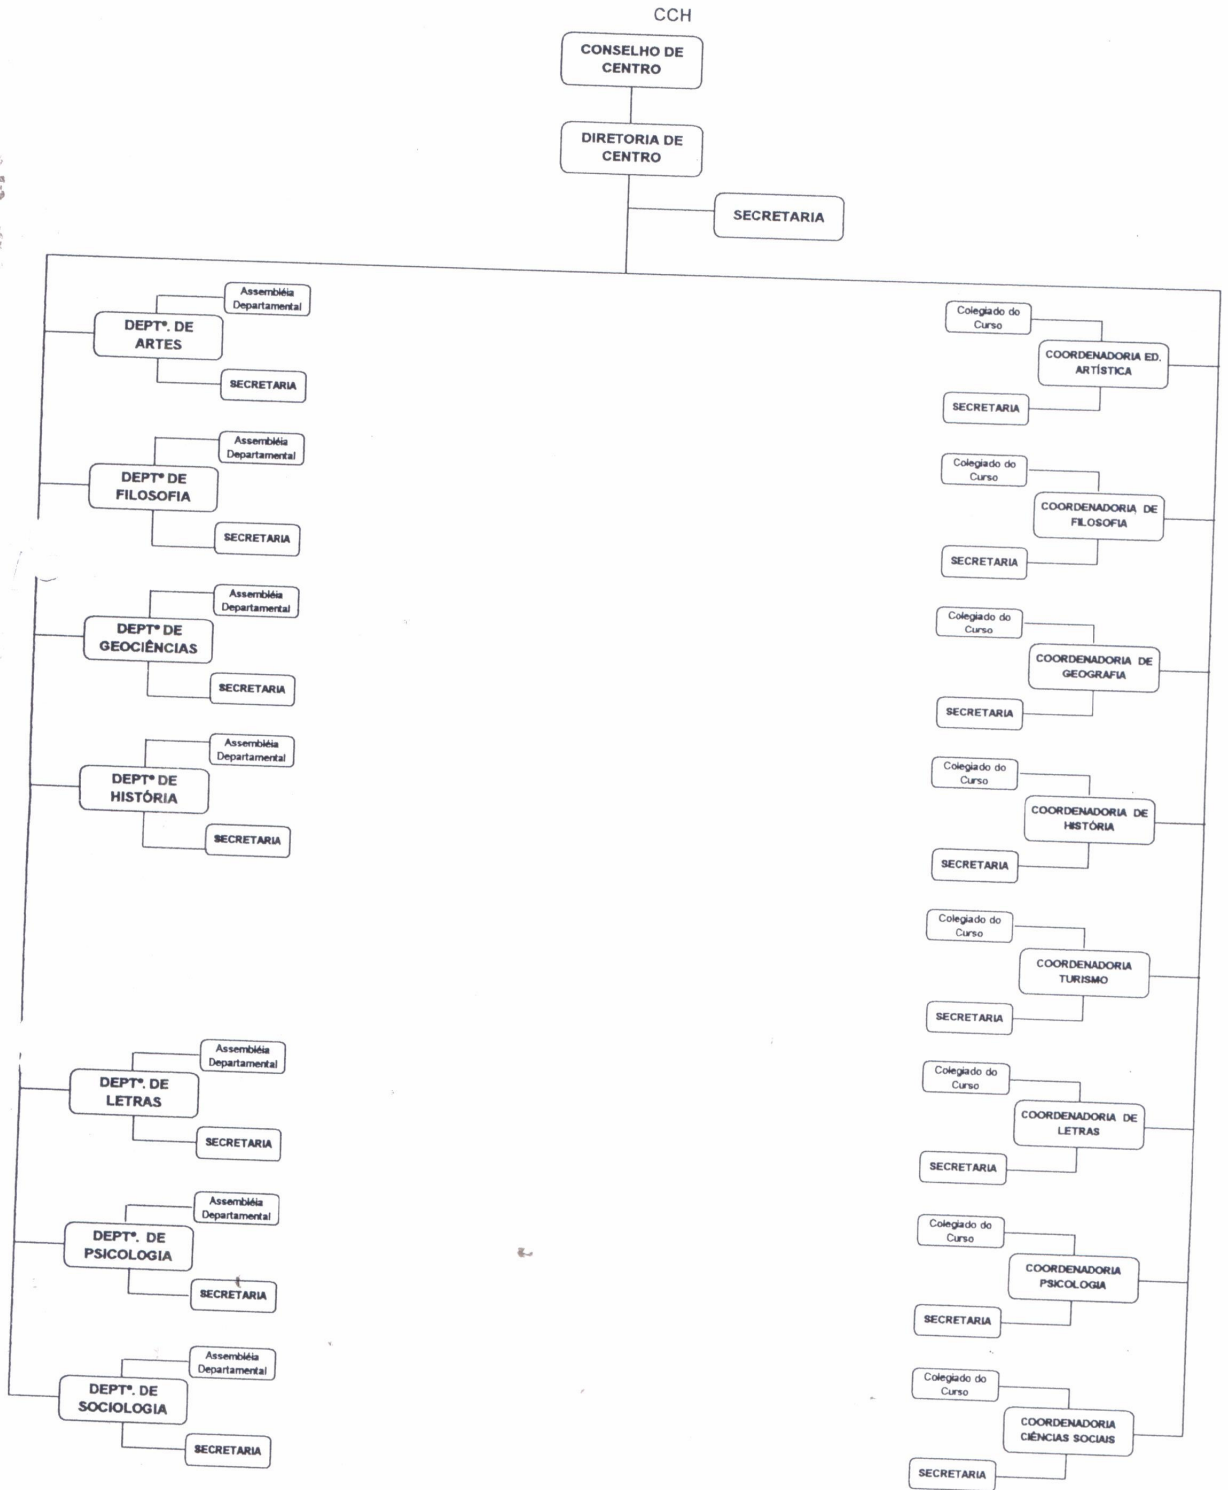 CCH
CONSELHO DE
CENTRO
DIRETORIA DE
CENTRO
SECRETARIA
Assembléia
Departamental
DEPTº. DE
ARTES
SECRETARIA
Assembléia
Departamental
DEPTº DE
FILOSOFIA
SECRETARIA
Assembléia
Departamental
DEPTº DE
GEOCIÊNCIAS
SECRETARIA
Assembléia
Departamental
DEPTº DE
HISTÓRIA
SECRETARIA
Assembléia
Departamental
DEPTº. DE
LETRAS
SECRETARIA
Assembléia
Departamental
DEPTº. DE
PSICOLOGIA
SECRETARIA
Assembléia
Departamental
DEPTº. DE
SOCIOLOGIA
SECRETARIA
Colegiado do
Curso
COORDENADORIA ED.
ARTÍSTICA
SECRETARIA
Colegiado do
Curso
COORDENADORIA DE
FILOSOFIA
SECRETARIA
Colegiado do
Curso
COORDENADORIA DE
GEOGRAFIA
SECRETARIA
Colegiado do
Curso
COORDENADORIA DE
HISTÓRIA
SECRETARIA
Colegiado do
Curso
COORDENADORIA
TURISMO
SECRETARIA
Colegiado do
Curso
COORDENADORIA DE
LETRAS
SECRETARIA
Colegiado do
Curso
COORDENADORIA
PSICOLOGIA
SECRETARIA
Colegiado do
Curso
COORDENADORIA
CIÊNCIAS SOCIAIS
SECRETARIA